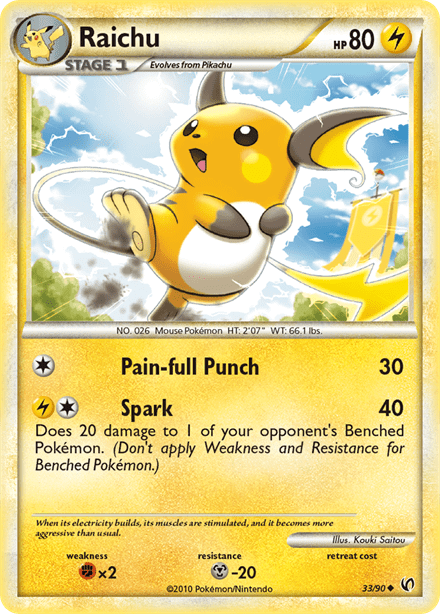 Raichu HP 80
STAGE 1 Evolves from Pikachu
NO. 026 Mouse Pokémon HT: 2'07" WT: 66.1 lbs.
Pain-full Punch 30
Spark 40
Does 20 damage to 1 of your opponent's Benched
Pokémon. (Don't apply Weakness and Resistance for
Benched Pokémon.)
When its electricity builds, its muscles are stimulated, and it becomes more
aggressive than usual.
Illus. Kouki Saitou
weakness resistance retreat cost
×2 -20
©2010 Pokémon/Nintendo 33/90